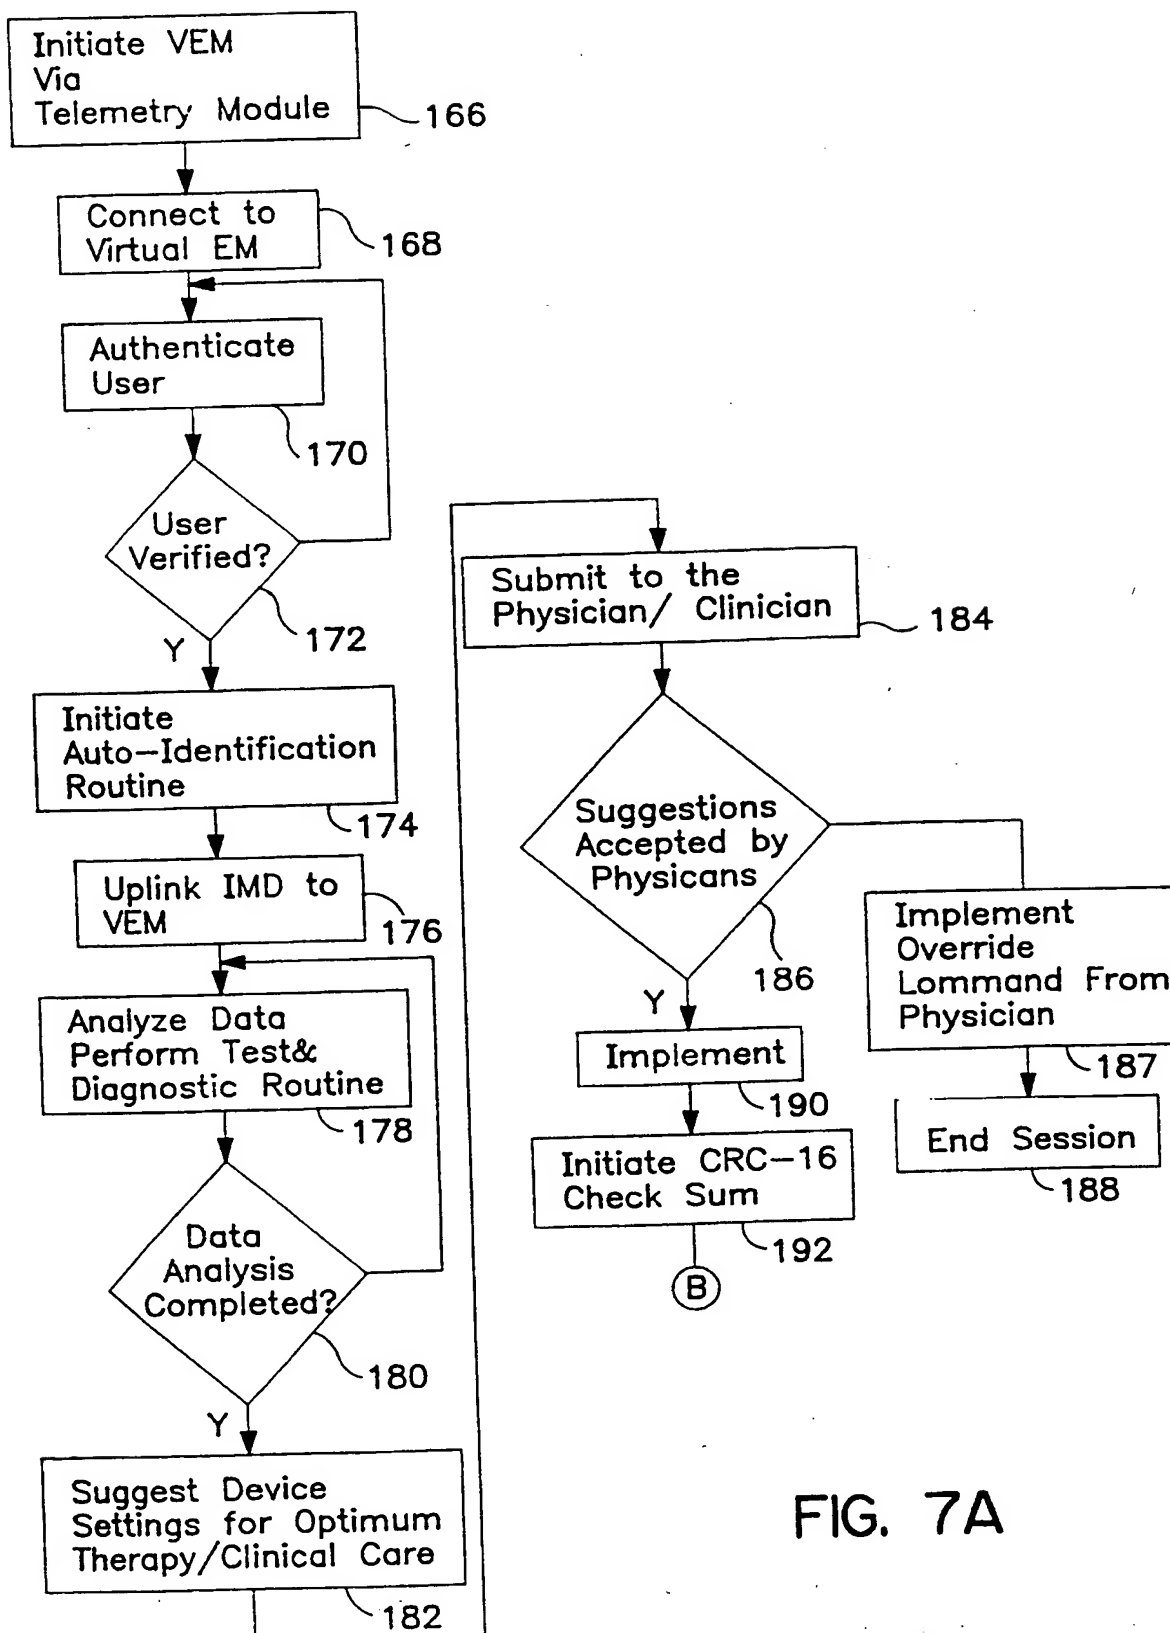 Initiate VEM
Via
Telemetry Module
166
Connect to
Virtual EM
168
Authenticate
User
170
User
Verified?
172
Y
Initiate
Auto-Identification
Routine
174
Uplink IMD to
VEM
176
Analyze Data
Perform Test&
Diagnostic Routine
178
Data
Analysis
Completed?
180
Y
Suggest Device
Settings for Optimum
Therapy/Clinical Care
182
Submit to the
Physician/ Clinician
184
Suggestions
Accepted by
Physicans
186
Y
Implement
Override
Lommand From
Physician
187
End Session
188
Implement
190
Initiate CRC-16
Check Sum
192
B
FIG. 7A